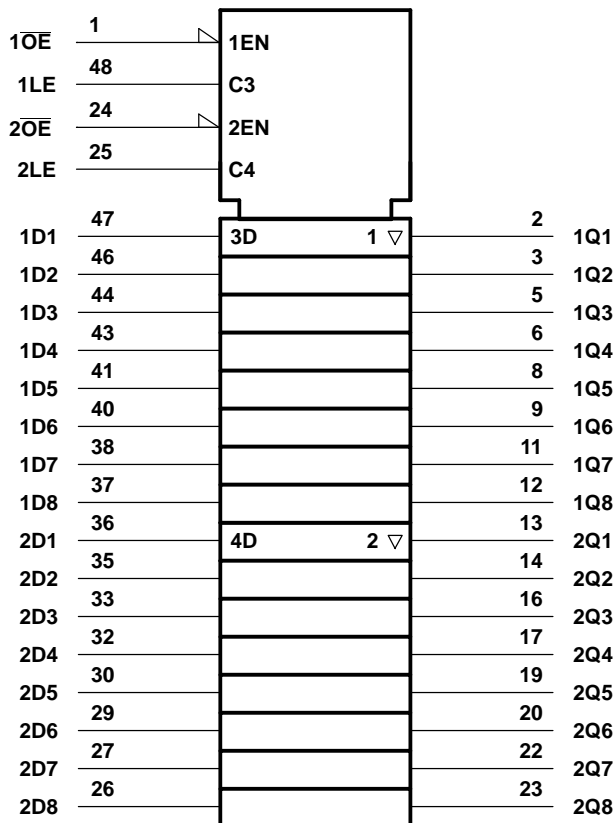 1
1O̅E̅ 1EN
48
1LE C3
24
2O̅E̅ 2EN
25
2LE C4
47 2
1D1 3D 1 ▽ 1Q1
46 3
1D2 1Q2
44 5
1D3 1Q3
43 6
1D4 1Q4
41 8
1D5 1Q5
40 9
1D6 1Q6
38 11
1D7 1Q7
37 12
1D8 1Q8
36 13
2D1 4D 2 ▽ 2Q1
35 14
2D2 2Q2
33 16
2D3 2Q3
32 17
2D4 2Q4
30 19
2D5 2Q5
29 20
2D6 2Q6
27 22
2D7 2Q7
26 23
2D8 2Q8